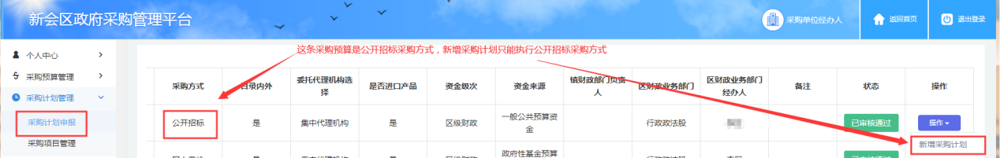 新会区政府采购管理平台
采购单位经办人
返回首页
退出登录
个人中心
采购预算管理
采购计划管理
采购计划申报
采购项目管理
这条采购预算是公开招标采购方式，新增采购计划只能执行公开招标采购方式
采购方式
目录内外
委托代理机构选
择
是否进口产品
资金级次
资金来源
镇财政部门负责
人
区财政业务部门
区财政业务部门
经办人
备注
状态
操作
公开招标
是
集中代理机构
是
区级财政
一般公共预算资
金
行政政法股
已审核通过
操作
新增采购计划
政府性基金预算